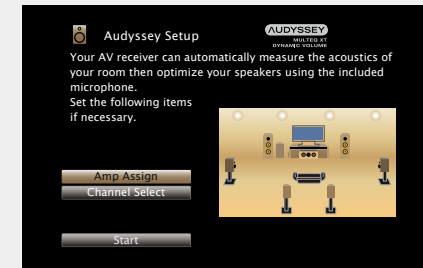 Audyssey Setup
AUDYSSEY
MULTEQ XT
DYNAMIC VOLUME
Your AV receiver can automatically measure the acoustics of
your room then optimize your speakers using the included
microphone.
Set the following items
if necessary.
Amp Assign
Channel Select
Start